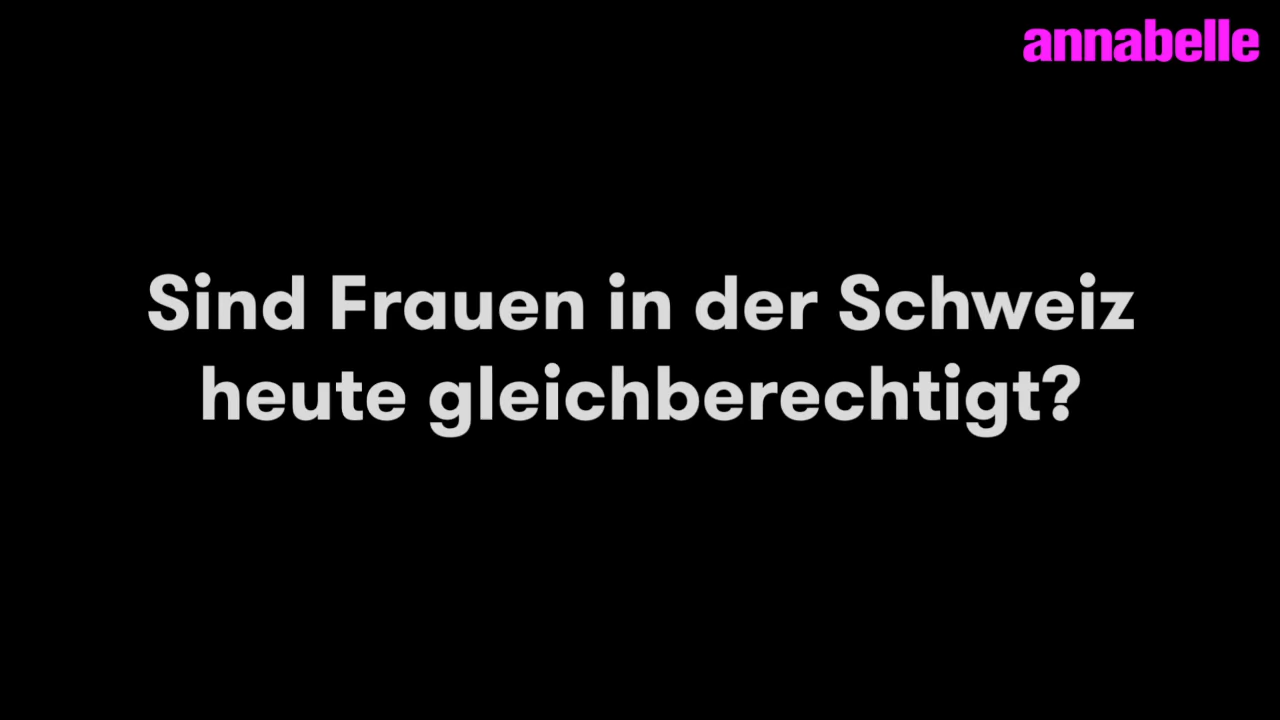 annabelle
Sind Frauen in der Schweiz
heute gleichberechtigt?